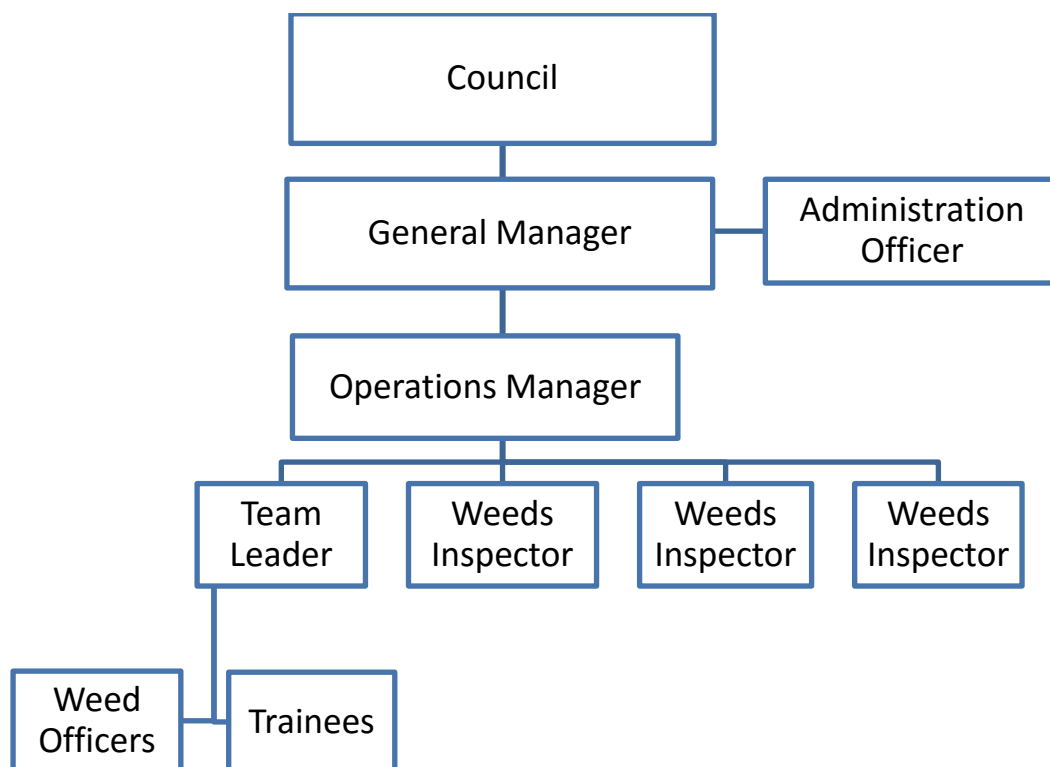 Council
General Manager
Administration
Officer
Operations Manager
Team
Leader
Weeds
Inspector
Weeds
Inspector
Weeds
Inspector
Weed
Officers
Trainees